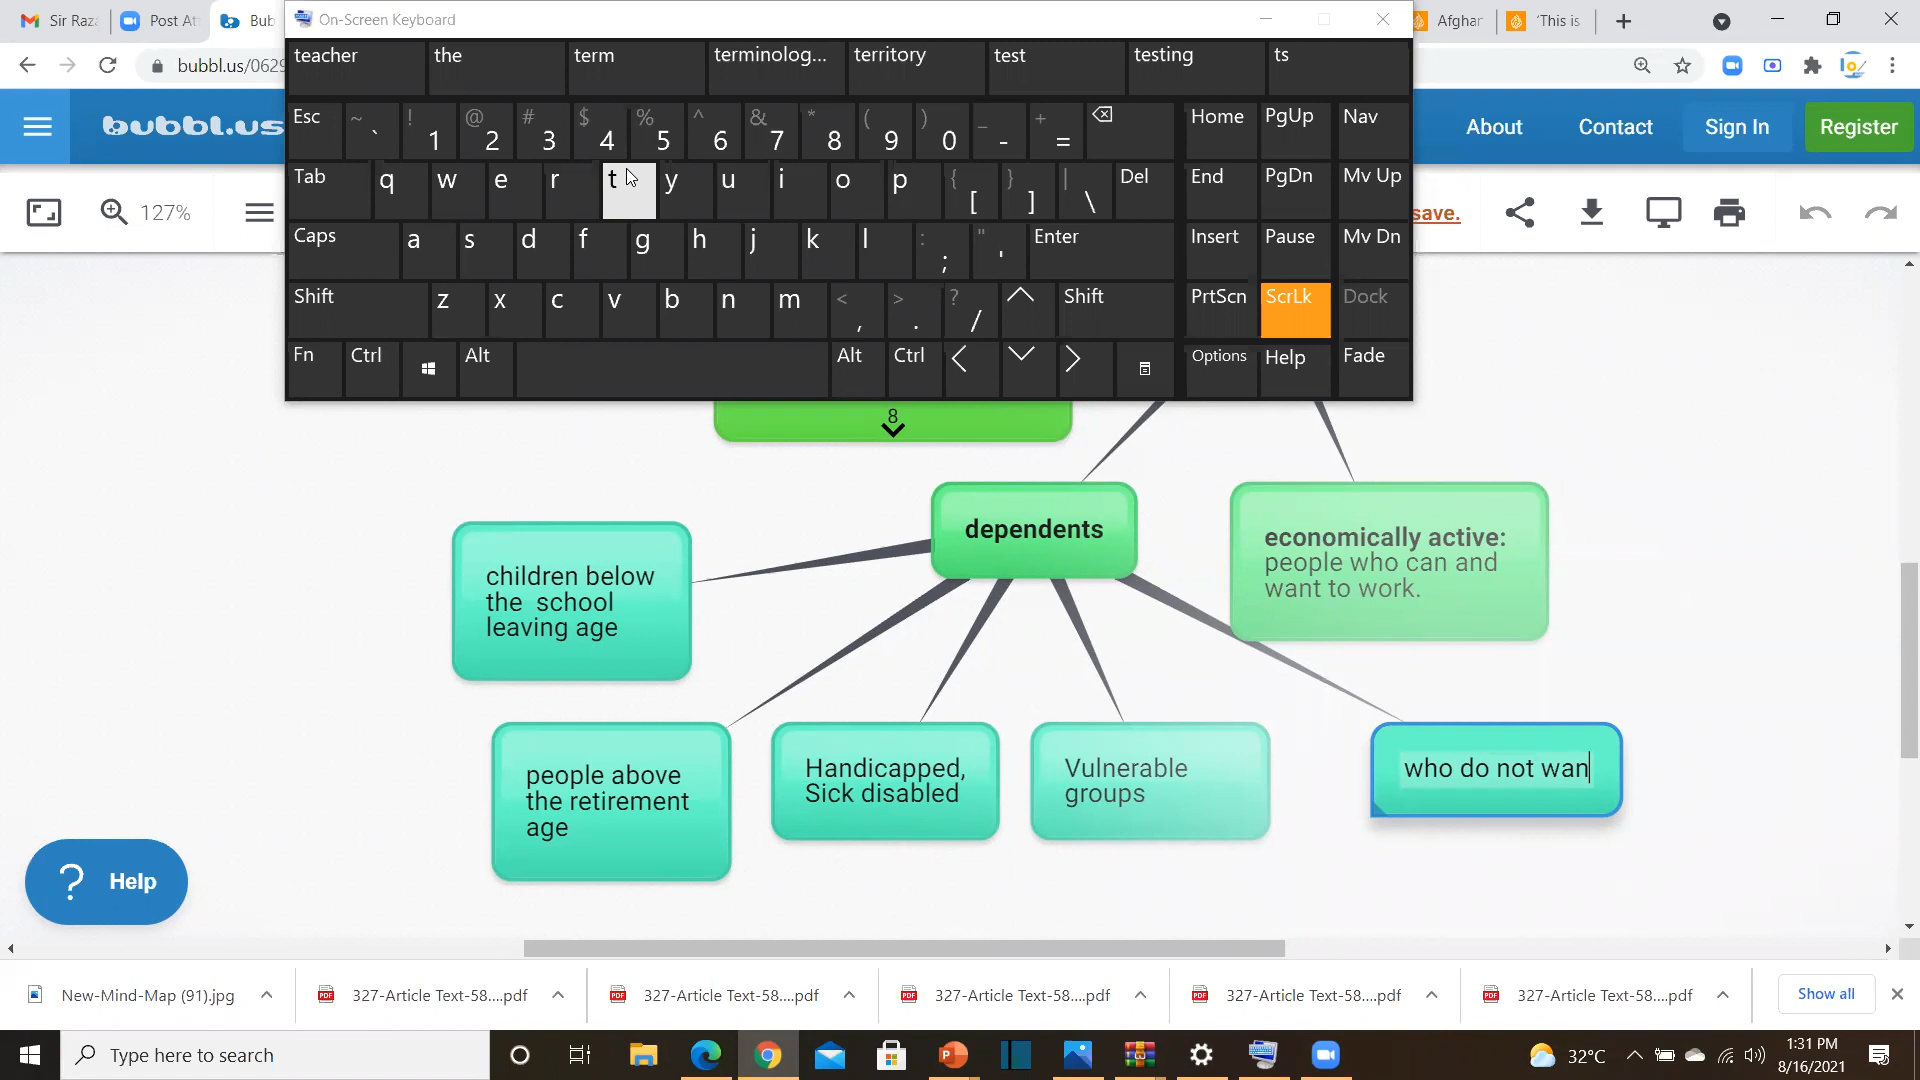 Sir Raza
Post Att
Bub
On-Screen Keyboard
Afghar
'This is
bubbl.us/0629
teacher the term terminolog... territory test testing ts
Esc ~ ` ! 1 @ 2 # 3 $ 4 % 5 ^ 6 & 7 * 8 ( 9 ) 0 _ - + = Home PgUp Nav
Tab q w e r t y u i o p { [ } ] | \ Del End PgDn Mv Up
Caps a s d f g h j k l : ; " ' Enter Insert Pause Mv Dn
Shift z x c v b n m < , > . ? / Shift PrtScn ScrLk Dock
Fn Ctrl Alt Alt Ctrl Options Help Fade
bubbl.us
About Contact Sign In Register
127%
save.
8
dependents
economically active:
people who can and
want to work.
children below
the  school
leaving age
people above
the retirement
age
Handicapped,
Sick disabled
Vulnerable
groups
who do not wan
? Help
New-Mind-Map (91).jpg
327-Article Text-58....pdf
327-Article Text-58....pdf
327-Article Text-58....pdf
327-Article Text-58....pdf
327-Article Text-58....pdf
Show all
Type here to search
32°C
1:31 PM
8/16/2021